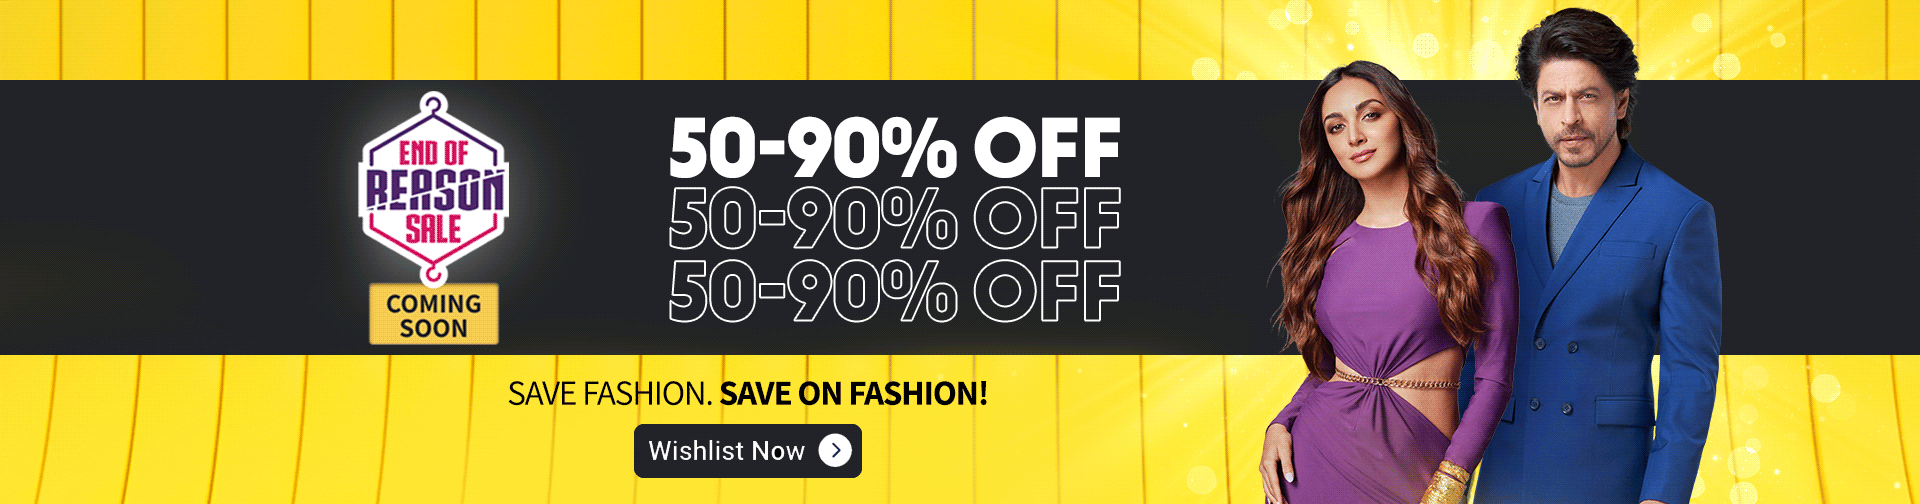 END OF
REASON
SALE
COMING
SOON
50-90% OFF
50-90% OFF
50-90% OFF
SAVE FASHION. SAVE ON FASHION!
Wishlist Now